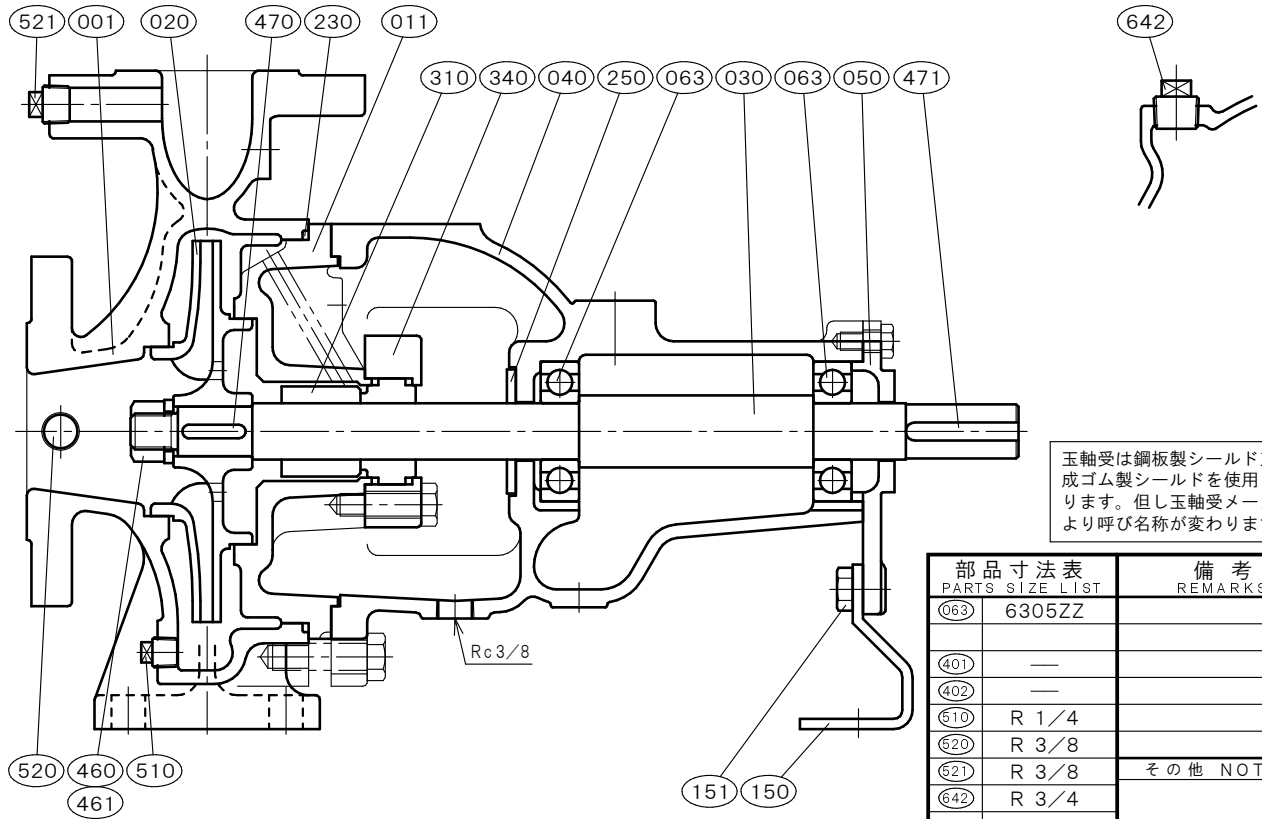 521 001 020 470 230 011 642
310 340 040 250 063 030 063 050 471
玉軸受は鋼板製シールド
成ゴム製シールドを使用
ります。但し玉軸受メー
より呼び名称が変わります
部品寸法表 備考
PARTS SIZE LIST REMARKS
063 6305ZZ
Rc3/8
401 —
402 —
510 R 1/4
520 R 3/8
521 R 3/8 その他 NOT
642 R 3/4
520 460 510
461
151 150